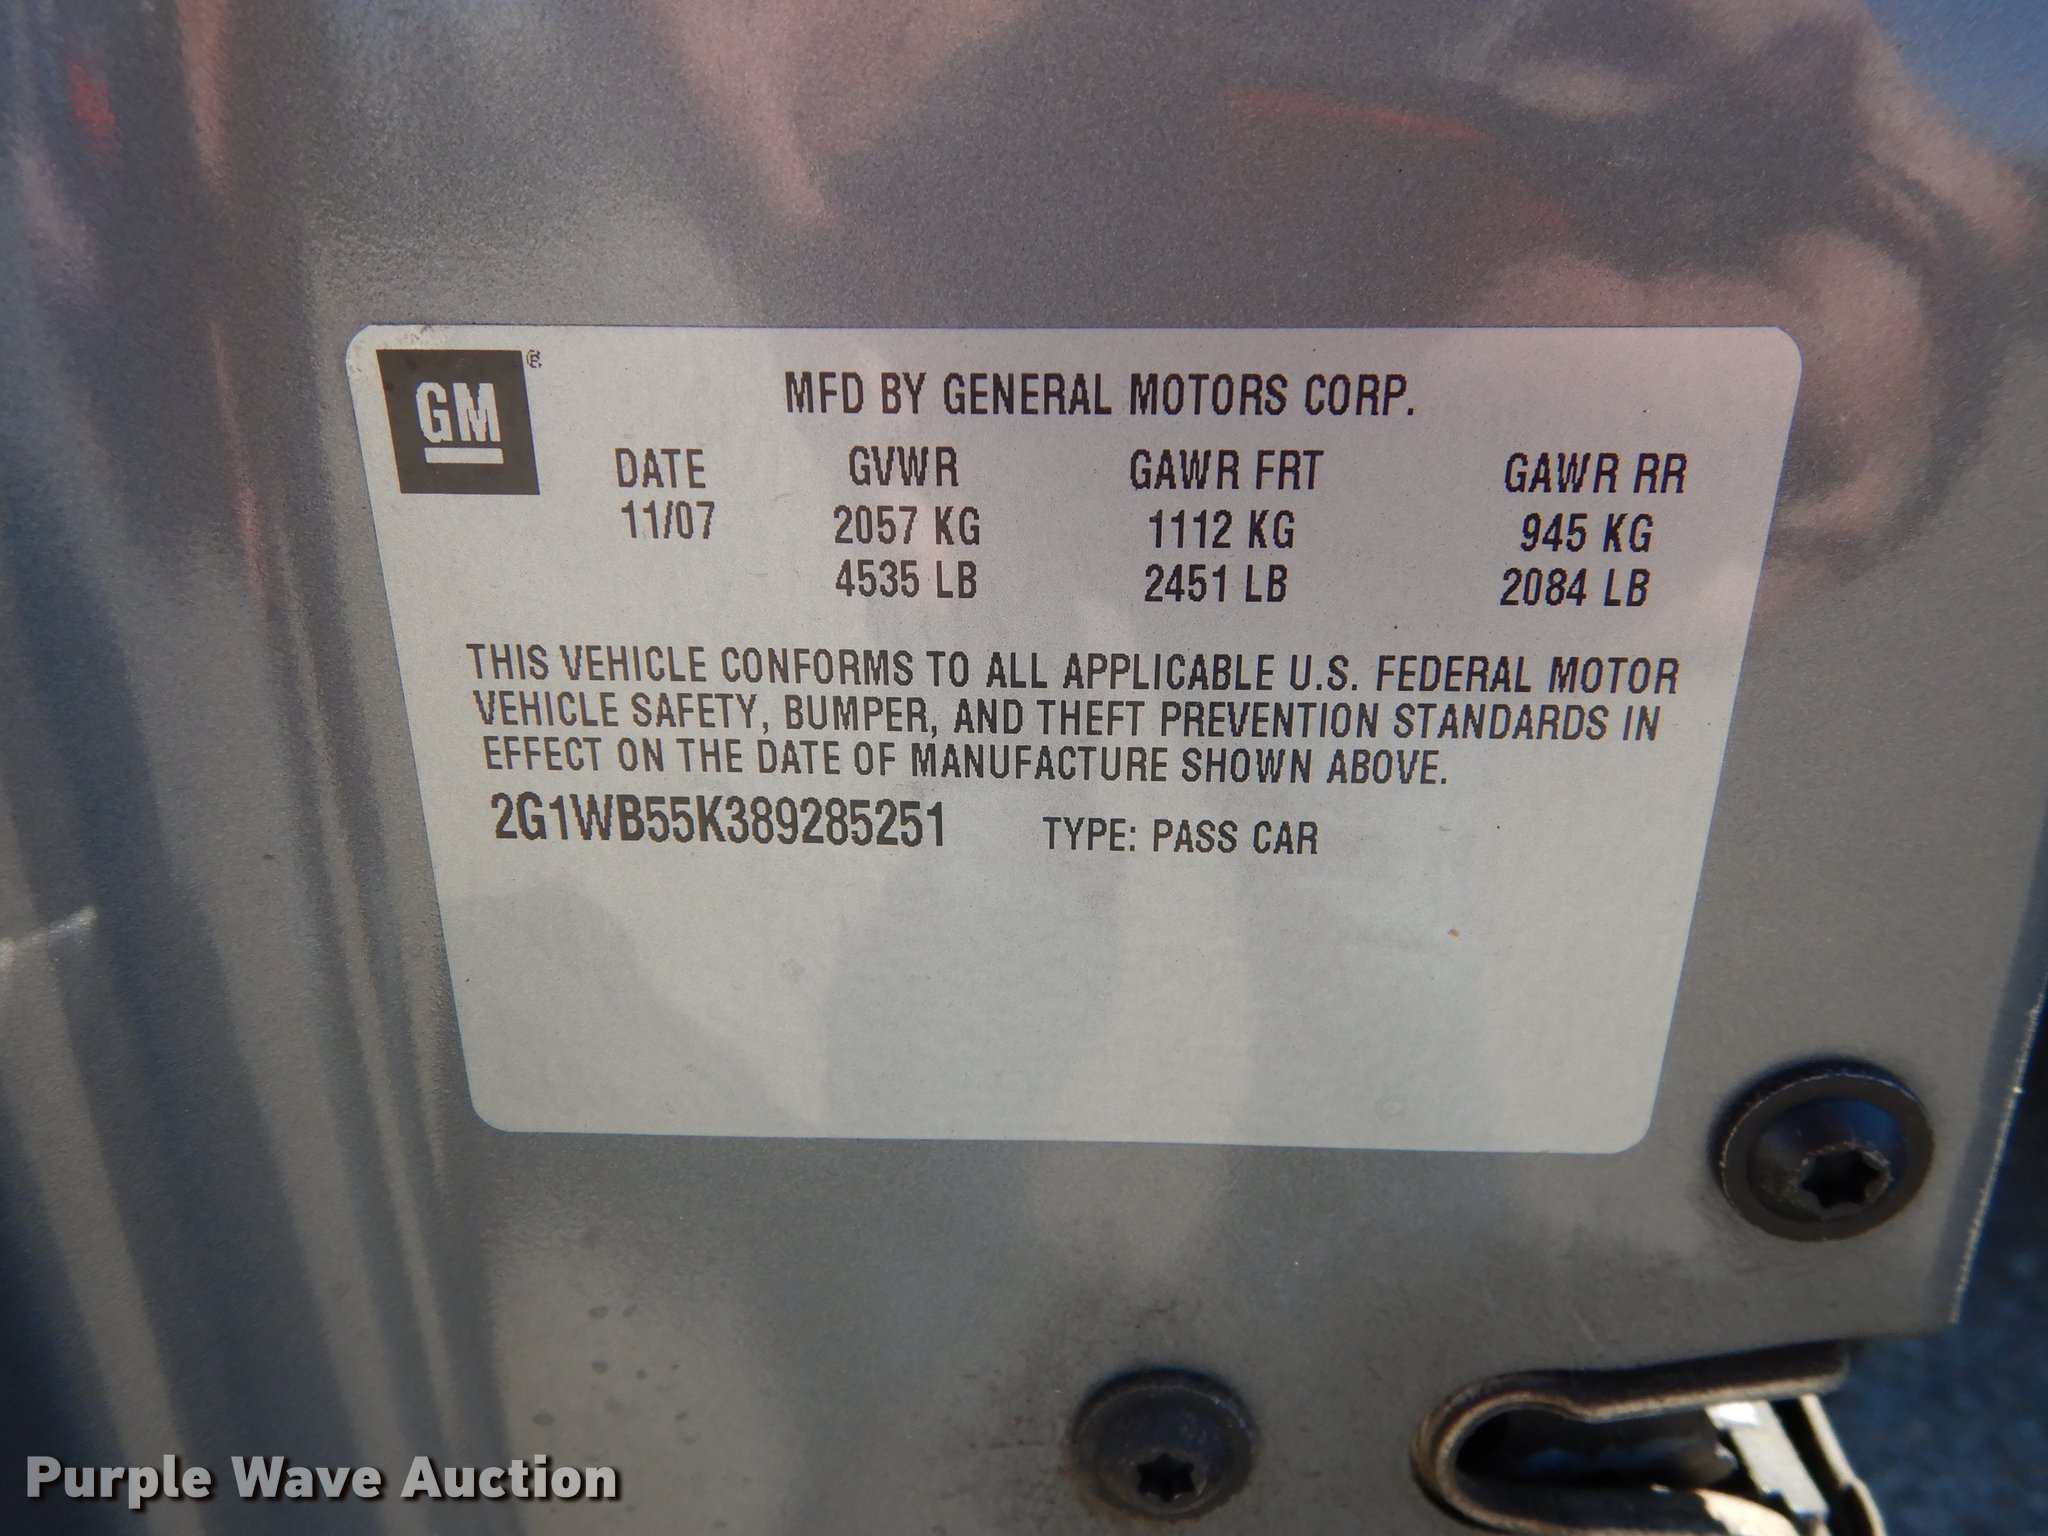 GM ®
MFD BY GENERAL MOTORS CORP.
DATE GVWR GAWR FRT GAWR RR
11/07 2057 KG 1112 KG 945 KG
4535 LB 2451 LB 2084 LB
THIS VEHICLE CONFORMS TO ALL APPLICABLE U.S. FEDERAL MOTOR
VEHICLE SAFETY, BUMPER, AND THEFT PREVENTION STANDARDS IN
EFFECT ON THE DATE OF MANUFACTURE SHOWN ABOVE.
2G1WB55K389285251 TYPE: PASS CAR
Purple Wave Auction